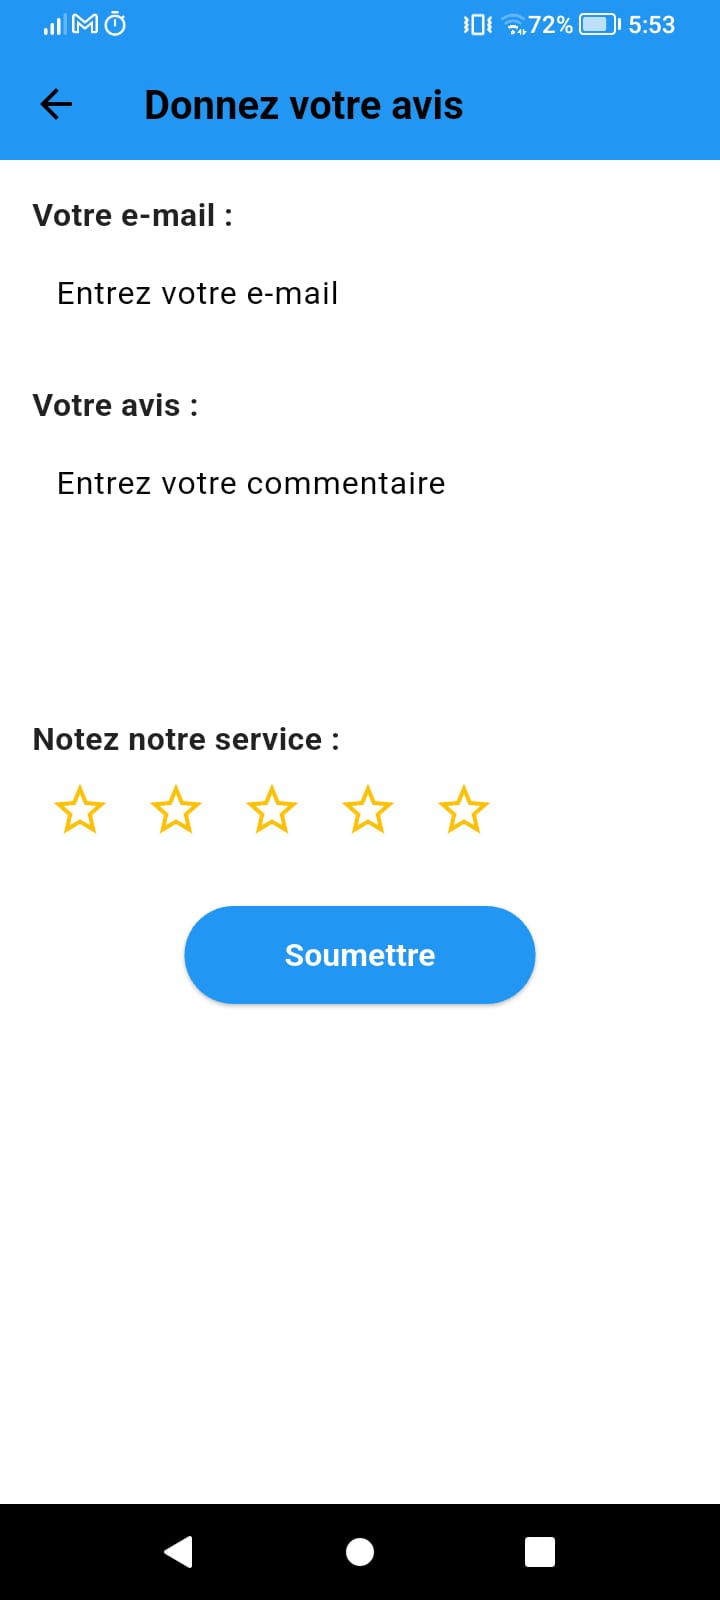 72% 5:53
Donnez votre avis
Votre e-mail :
Entrez votre e-mail
Votre avis :
Entrez votre commentaire
Notez notre service :
Soumettre